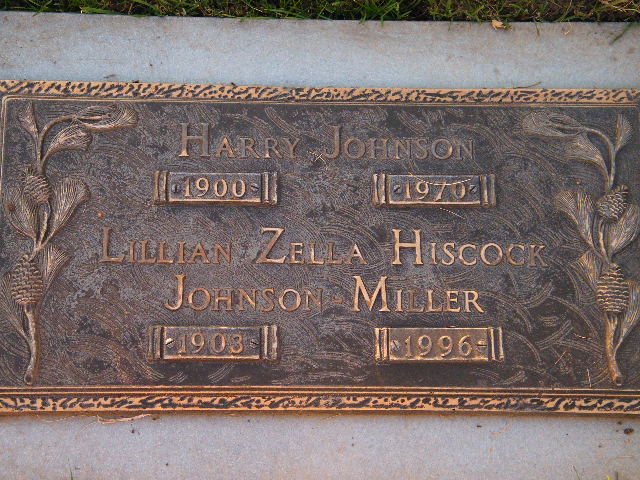 HARRY JOHNSON
1900 1970
LILLIAN ZELLA HISCOCK
JOHNSON-MILLER
1903 1996